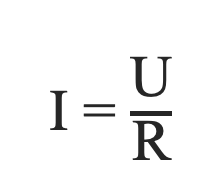 I = U/R